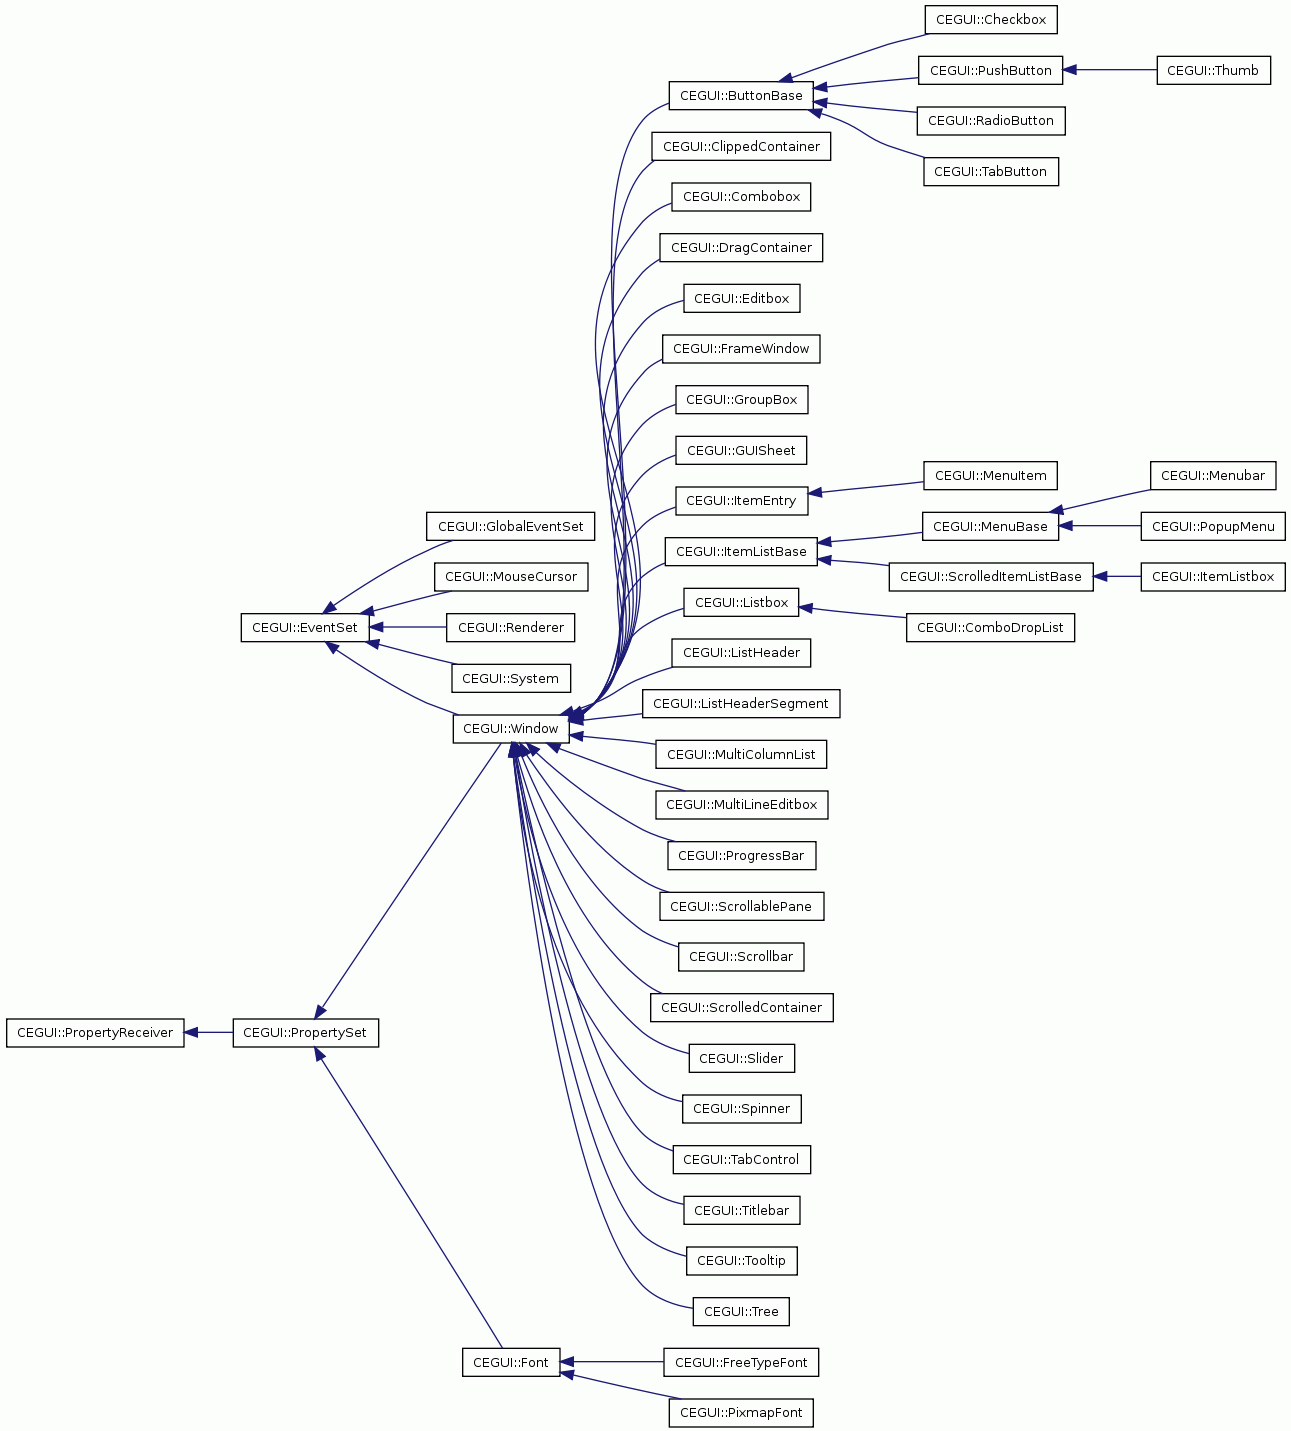 CEGUI::Checkbox
CEGUI::PushButton
CEGUI::Thumb
CEGUI::ButtonBase
CEGUI::RadioButton
CEGUI::ClippedContainer
CEGUI::TabButton
CEGUI::Combobox
CEGUI::DragContainer
CEGUI::Editbox
CEGUI::FrameWindow
CEGUI::GroupBox
CEGUI::GUISheet
CEGUI::MenuItem
CEGUI::Menubar
CEGUI::ItemEntry
CEGUI::GlobalEventSet
CEGUI::MenuBase
CEGUI::PopupMenu
CEGUI::ItemListBase
CEGUI::MouseCursor
CEGUI::ScrolledItemListBase
CEGUI::ItemListbox
CEGUI::Listbox
CEGUI::EventSet
CEGUI::Renderer
CEGUI::ComboDropList
CEGUI::ListHeader
CEGUI::System
CEGUI::ListHeaderSegment
CEGUI::Window
CEGUI::MultiColumnList
CEGUI::MultiLineEditbox
CEGUI::ProgressBar
CEGUI::ScrollablePane
CEGUI::Scrollbar
CEGUI::ScrolledContainer
CEGUI::PropertyReceiver
CEGUI::PropertySet
CEGUI::Slider
CEGUI::Spinner
CEGUI::TabControl
CEGUI::Titlebar
CEGUI::Tooltip
CEGUI::Tree
CEGUI::Font
CEGUI::FreeTypeFont
CEGUI::PixmapFont